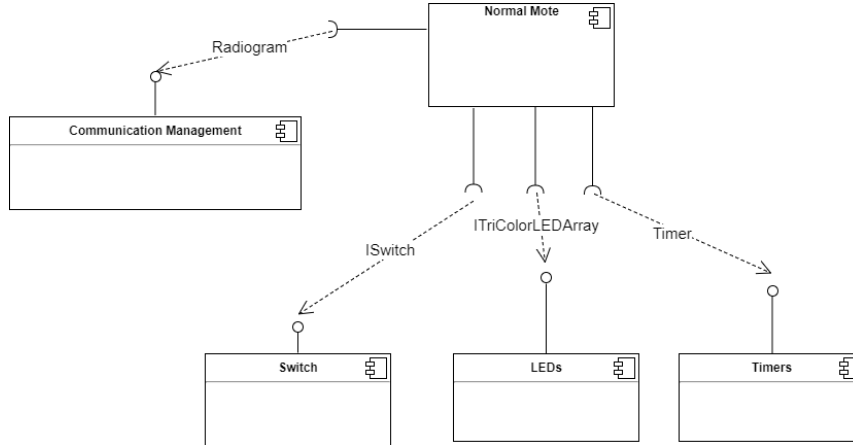 Normal Mote
Radiogram
Communication Management
ITriColorLEDArray
Timer
ISwitch
Switch
LEDs
Timers